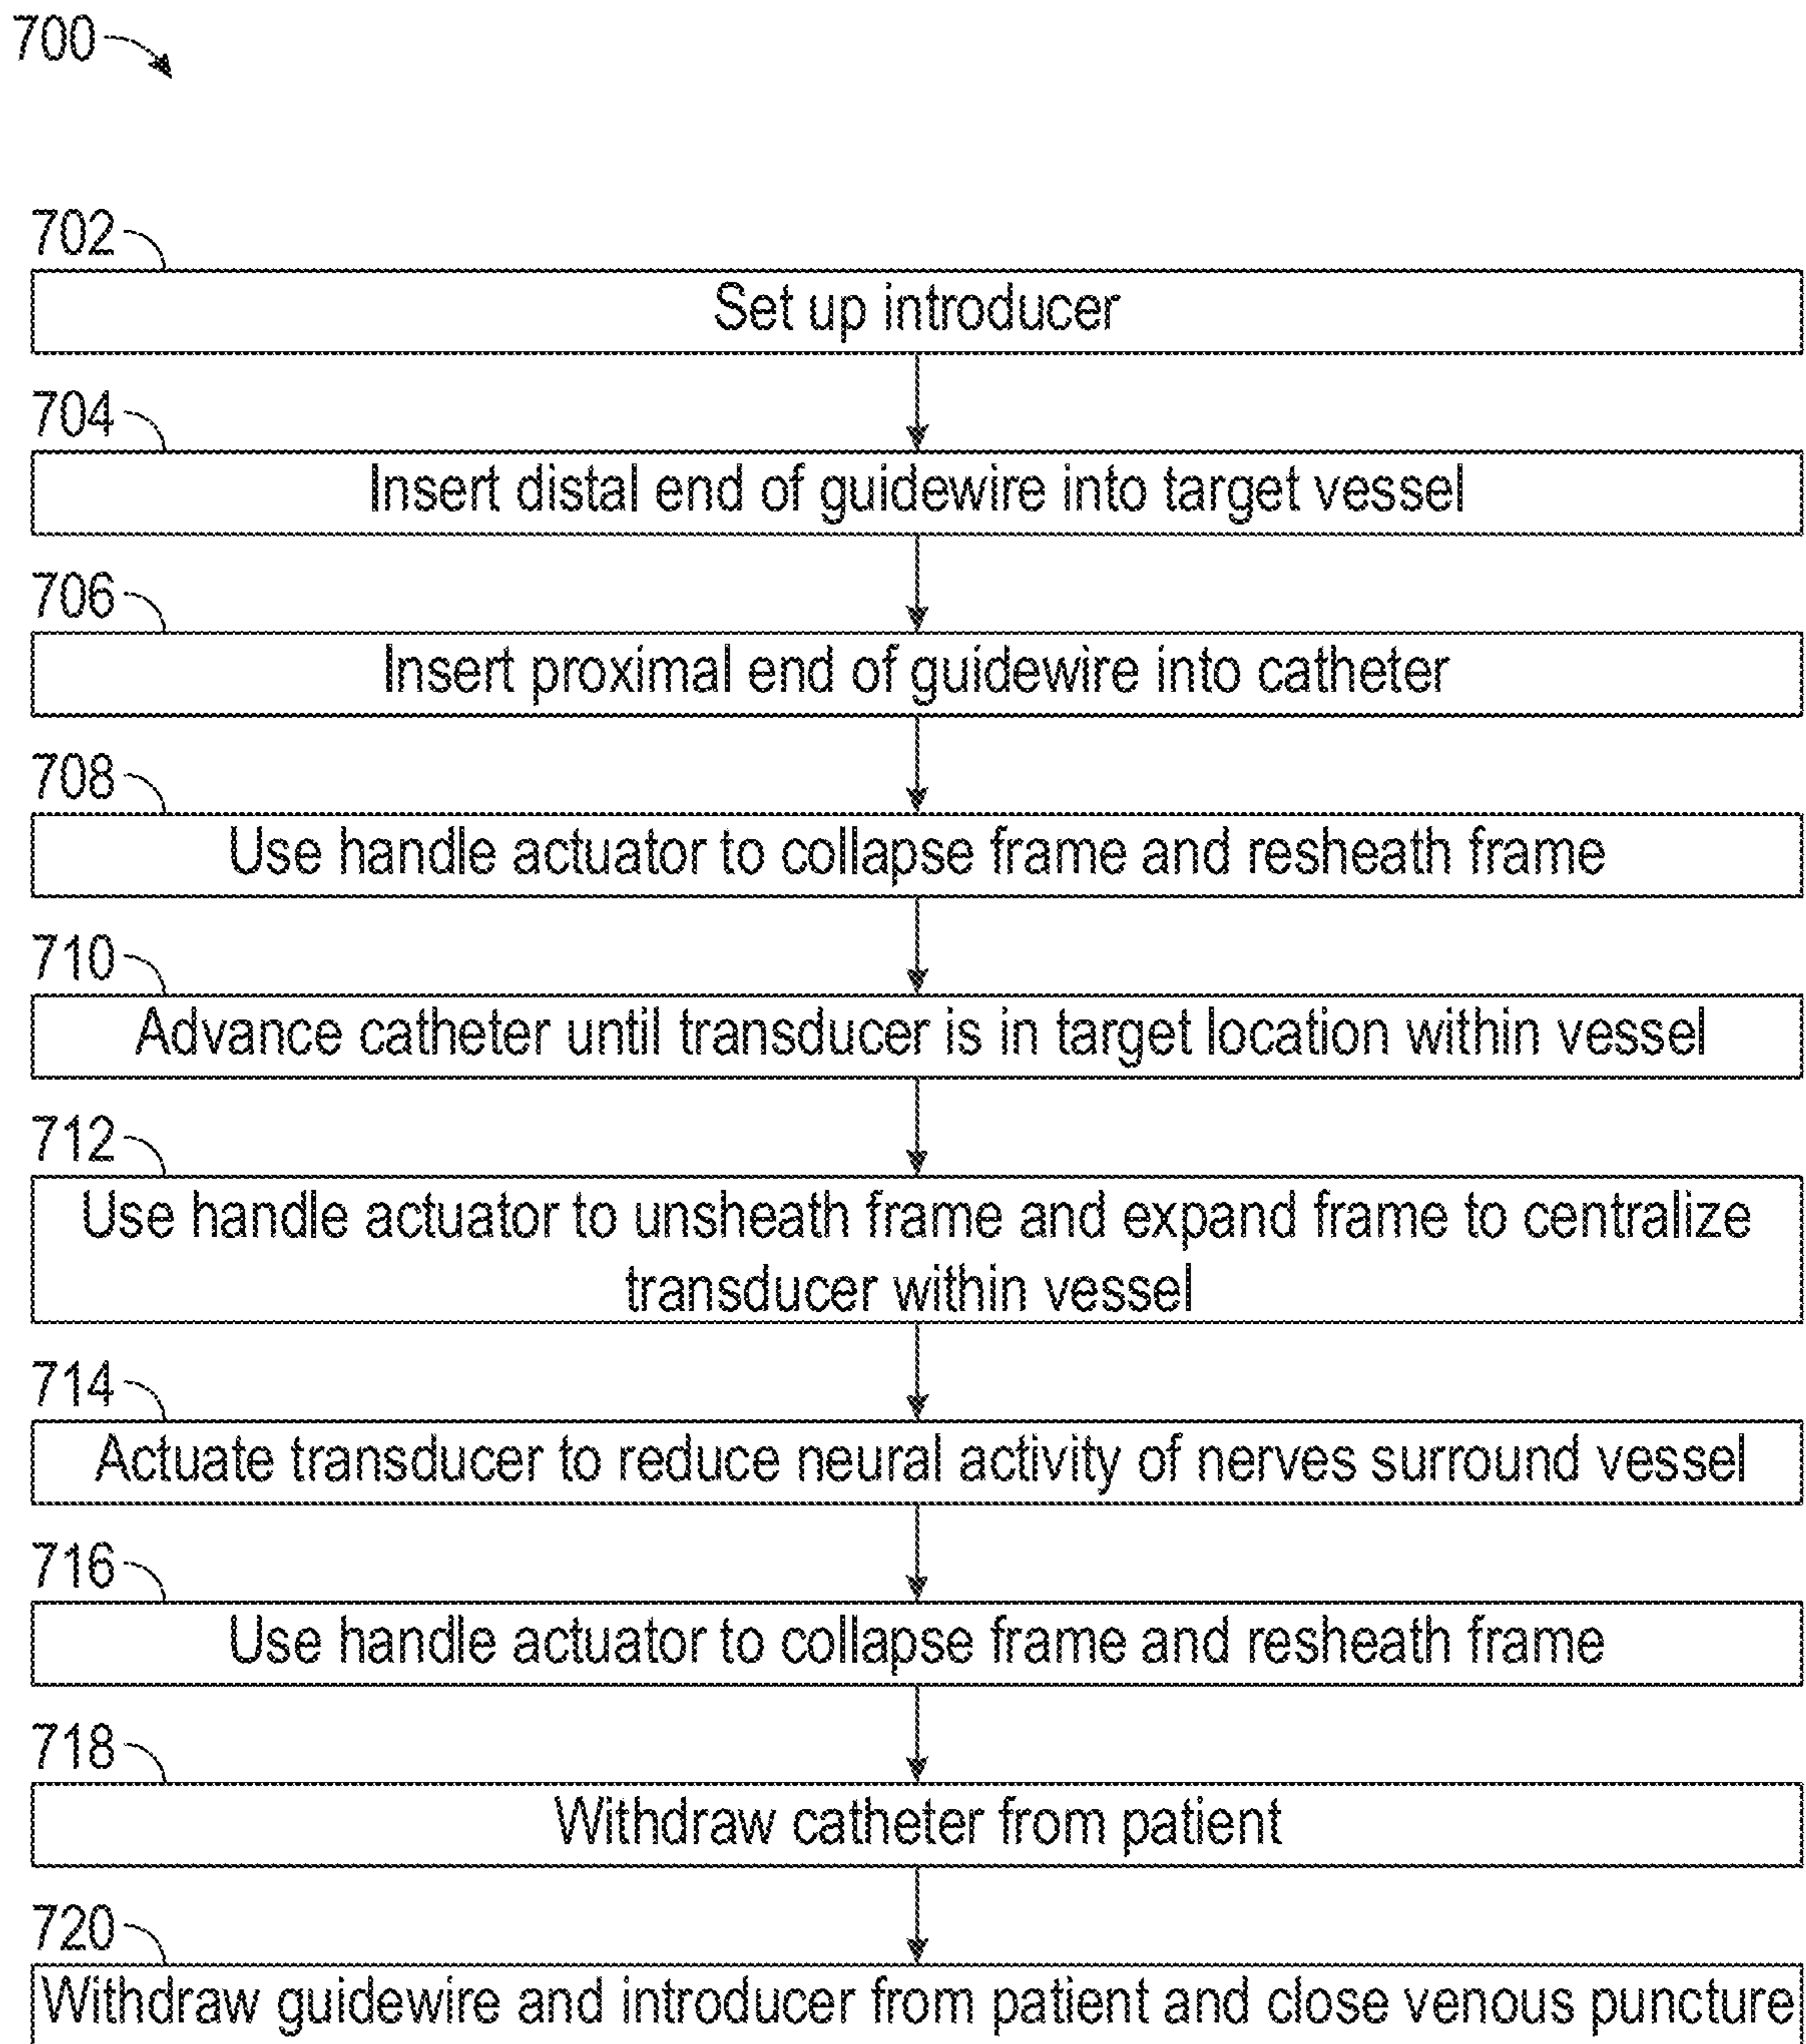 700
702
Set up introducer
704
Insert distal end of guidewire into target vessel
706
Insert proximal end of guidewire into catheter
708
Use handle actuator to collapse frame and resheath frame
710
Advance catheter until transducer is in target location within vessel
712
Use handle actuator to unsheath frame and expand frame to centralize
transducer within vessel
714
Actuate transducer to reduce neural activity of nerves surround vessel
716
Use handle actuator to collapse frame and resheath frame
718
Withdraw catheter from patient
720
Withdraw guidewire and introducer from patient and close venous puncture